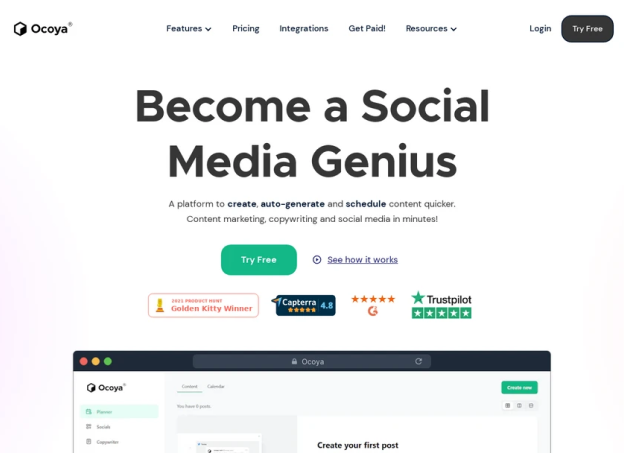 Ocoya®
Features
Pricing
Integrations
Get Paid!
Resources
Login
Try Free
Become a Social
Media Genius
A platform to create, auto-generate and schedule content quicker.
Content marketing, copywriting and social media in minutes!
Try Free
See how it works
2021 PRODUCT HUNT
Golden Kitty Winner
Capterra
4.8
Trustpilot
Ocoya
Ocoya®
Content
Calendar
Create new
Planner
You have 0 posts
Socials
Copywriter
Create your first post